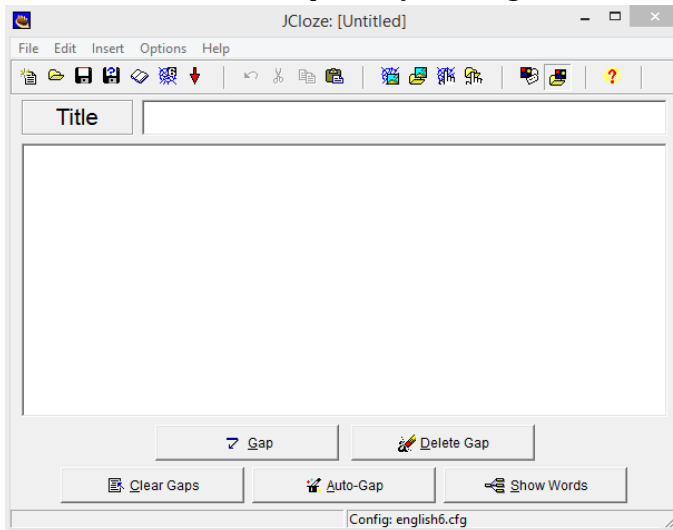 JCloze: [Untitled]
File Edit Insert Options Help
Title
Gap
Delete Gap
Clear Gaps
Auto-Gap
Show Words
Config: english6.cfg